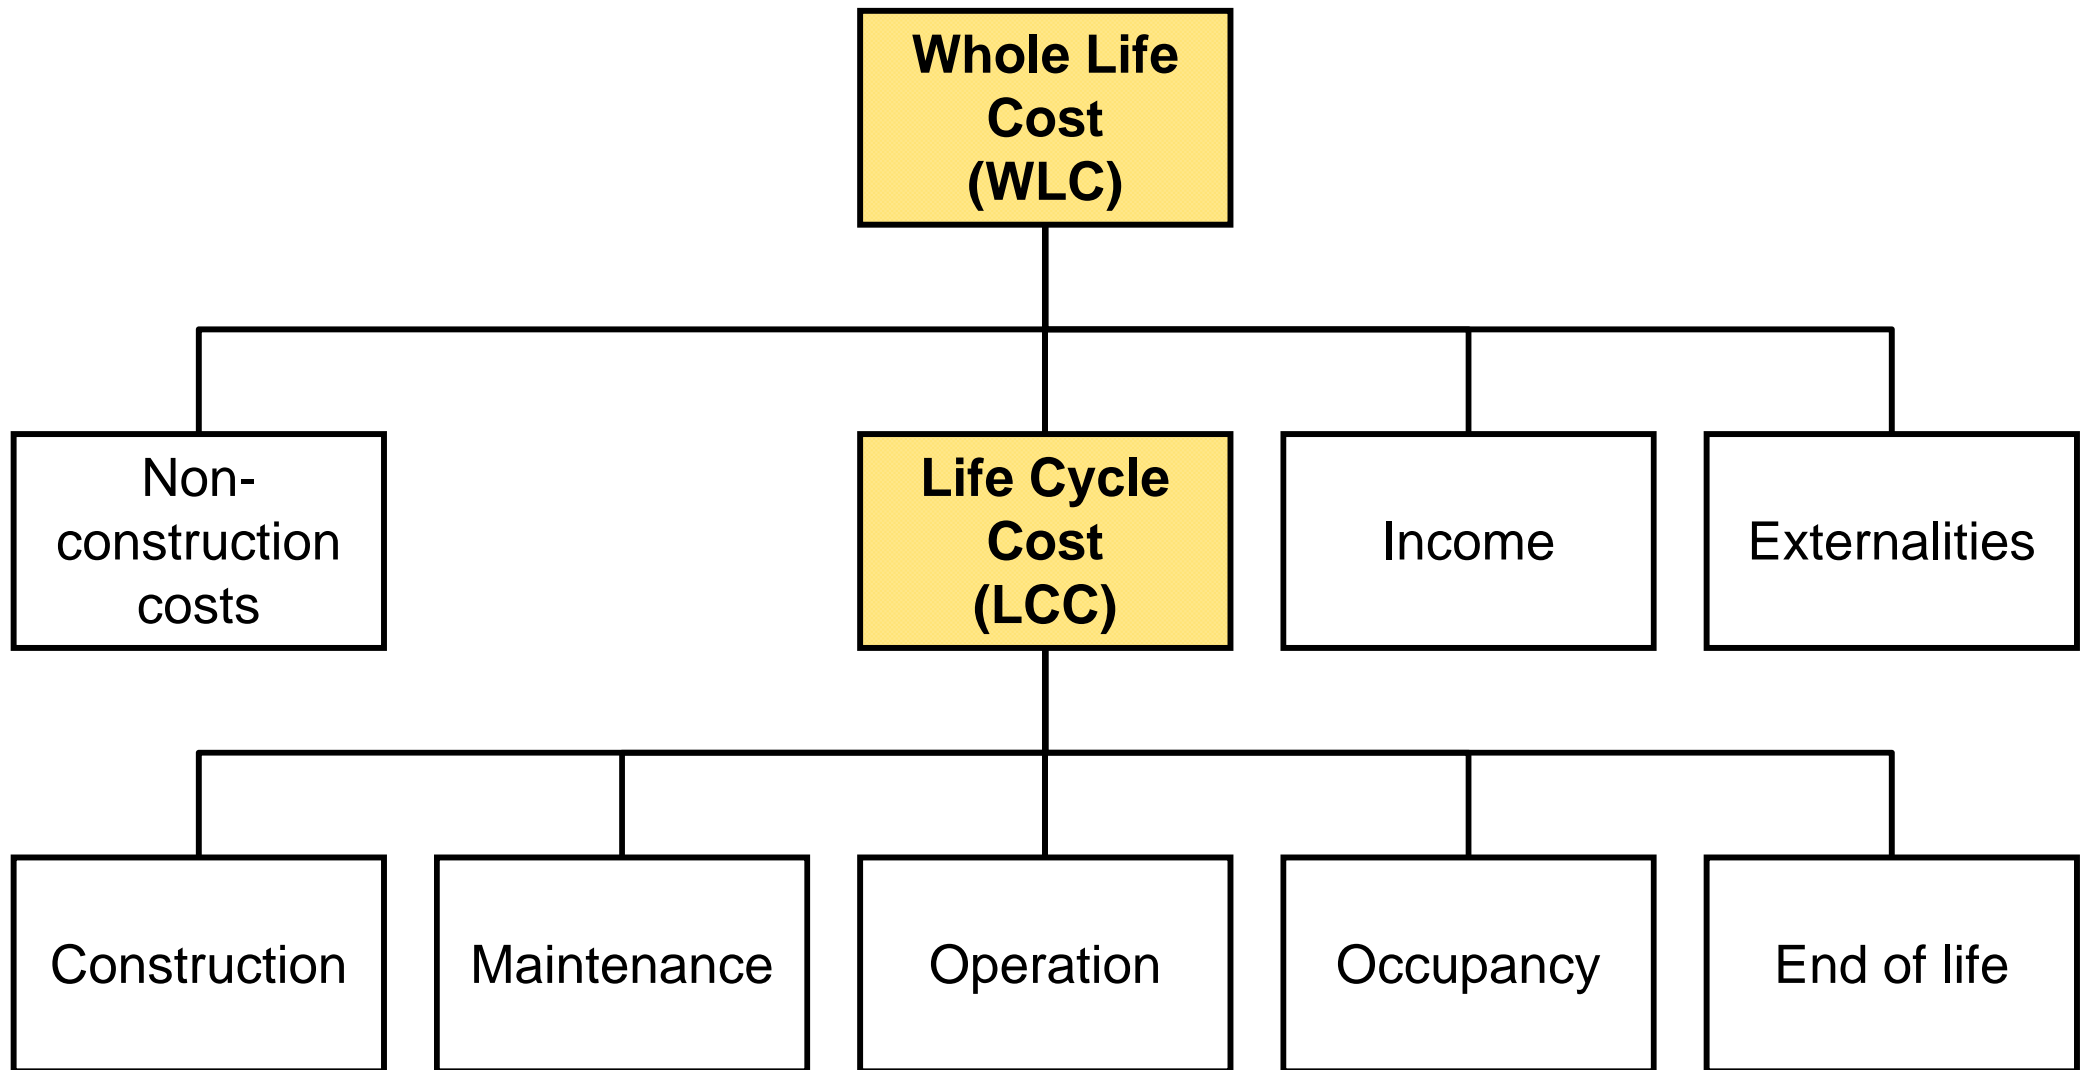 Whole Life
Cost
(WLC)
Non-
construction
costs
Life Cycle
Cost
(LCC)
Income
Externalities
Construction
Maintenance
Operation
Occupancy
End of life